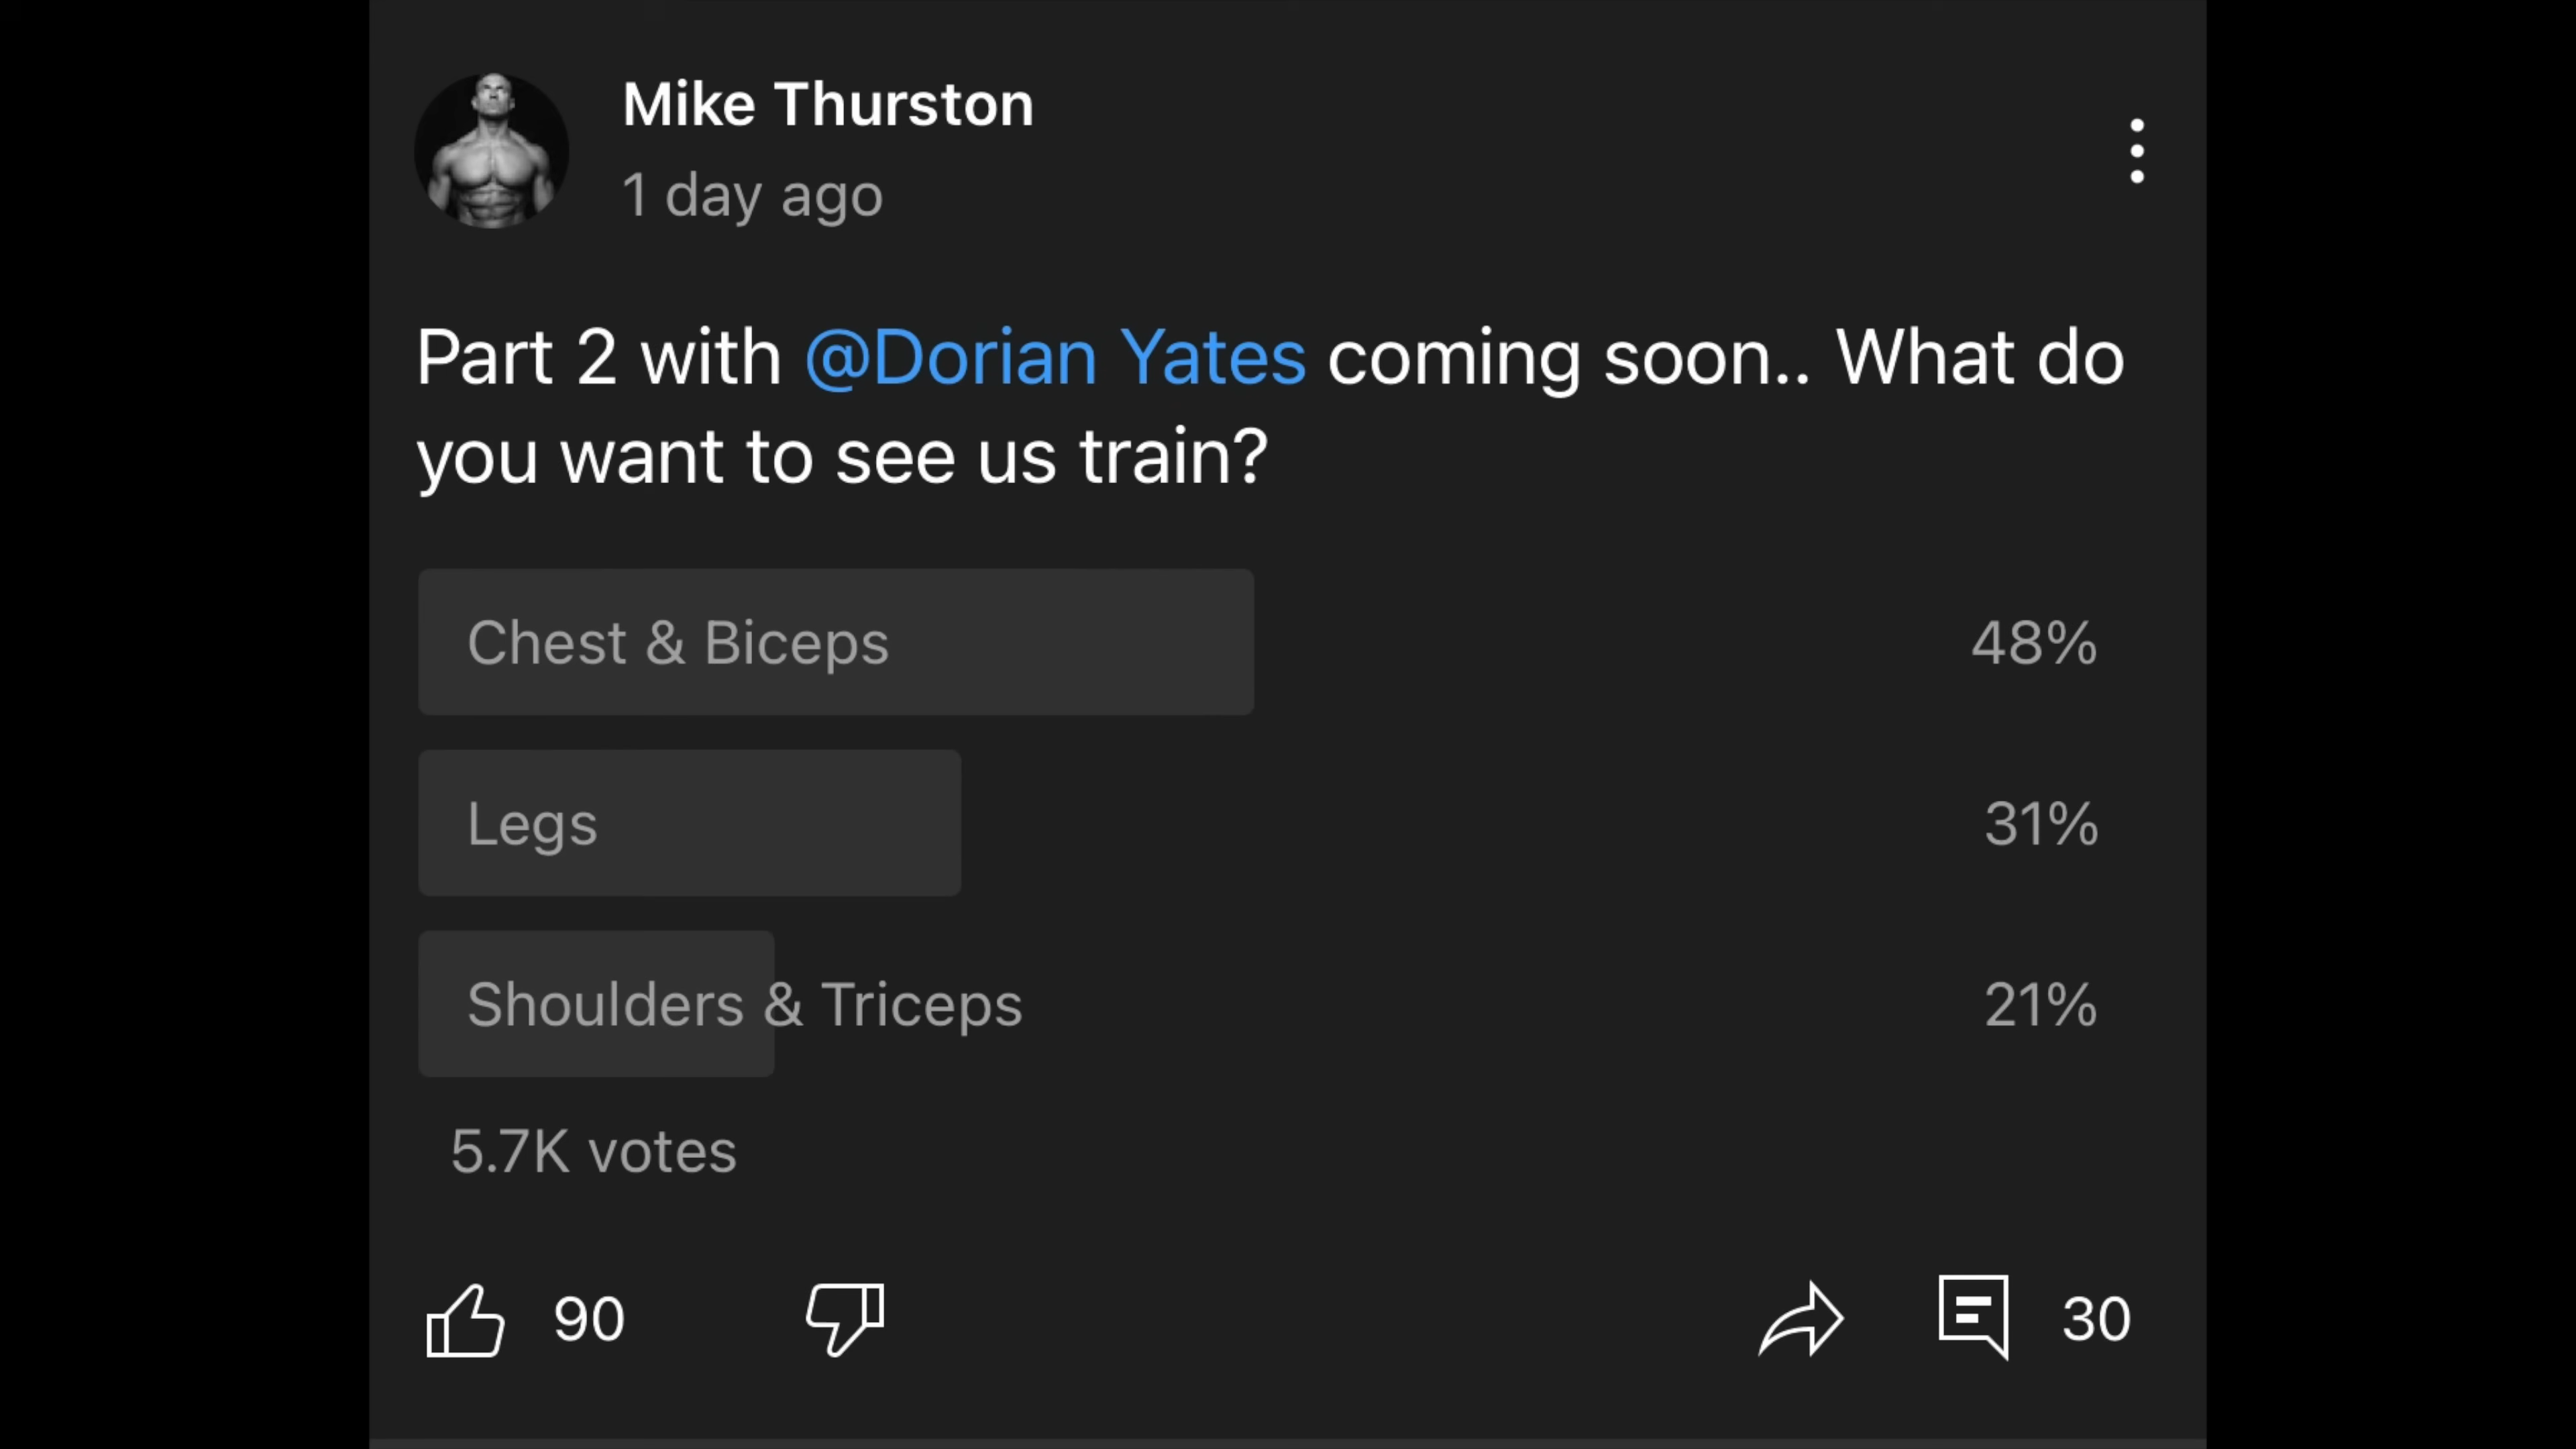 Mike Thurston
1 day ago
Part 2 with @Dorian Yates coming soon.. What do
you want to see us train?
Chest & Biceps 48%
Legs 31%
Shoulders & Triceps 21%
5.7K votes
90 30